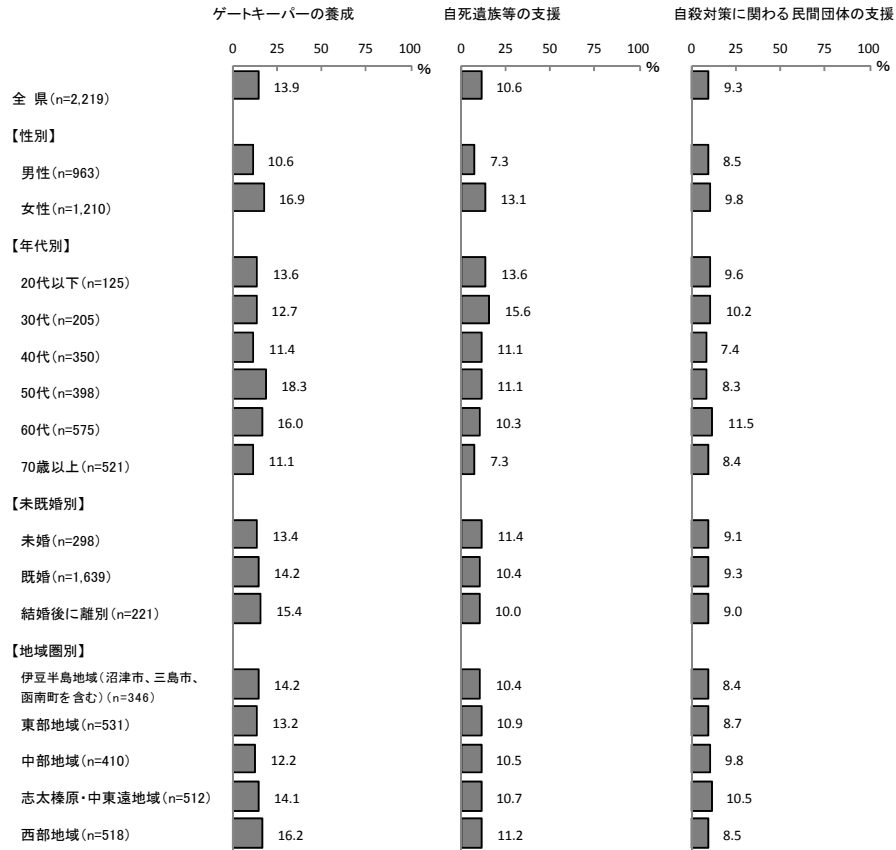 ゲートキーパーの養成 自死遺族等の支援 自殺対策に関わる民間団体の支援
0 25 50 75 100 0 25 50 75 100 0 25 50 75 100
% % %
全 県(n=2,219) 13.9 10.6 9.3
【性別】
男性(n=963) 10.6 7.3 8.5
女性(n=1,210) 16.9 13.1 9.8
【年代別】
20代以下(n=125) 13.6 13.6 9.6
30代(n=205) 12.7 15.6 10.2
40代(n=350) 11.4 11.1 7.4
50代(n=398) 18.3 11.1 8.3
60代(n=575) 16.0 10.3 11.5
70歳以上(n=521) 11.1 7.3 8.4
【未既婚別】
未婚(n=298) 13.4 11.4 9.1
既婚(n=1,639) 14.2 10.4 9.3
結婚後に離別(n=221) 15.4 10.0 9.0
【地域圏別】
伊豆半島地域(沼津市、三島市、
函南町を含む)(n=346) 14.2 10.4 8.4
東部地域(n=531) 13.2 10.9 8.7
中部地域(n=410) 12.2 10.5 9.8
志太榛原・中東遠地域(n=512) 14.1 10.7 10.5
西部地域(n=518) 16.2 11.2 8.5